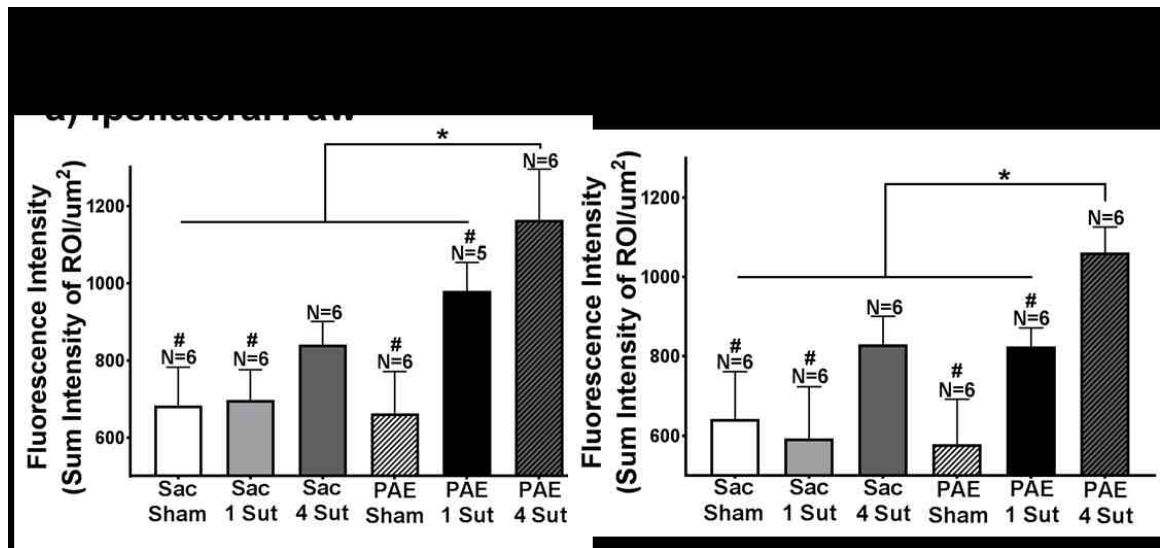 a) Ipsilateral Paw
*
Fluorescence Intensity
(Sum Intensity of ROI/um²)
1200
1000
800
600
#
N=6
#
N=6
N=6
#
N=6
#
N=5
N=6
Sac Sham
Sac 1 Sut
Sac 4 Sut
PAE Sham
PAE 1 Sut
PAE 4 Sut
*
Fluorescence Intensity
(Sum Intensity of ROI/um²)
1200
1000
800
600
#
N=6
#
N=6
N=6
#
N=6
#
N=6
N=6
Sac Sham
Sac 1 Sut
Sac 4 Sut
PAE Sham
PAE 1 Sut
PAE 4 Sut